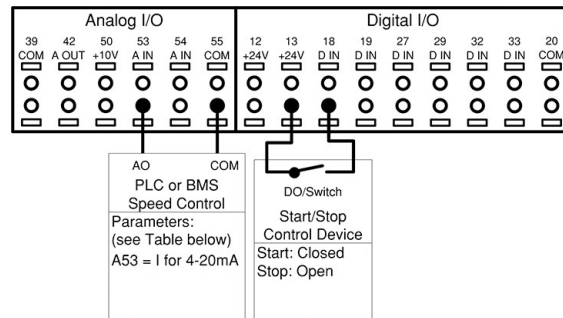 Analog I/O
Digital I/O
39 42 50 53 54 55 12 13 18 19 27 29 32 33 20
COM A OUT +10V A IN A IN COM +24V +24V D IN D IN D IN D IN D IN D IN COM
AO COM
PLC or BMS
Speed Control
Parameters:
(see Table below)
A53 = I for 4-20mA
DO/Switch
Start/Stop
Control Device
Start: Closed
Stop: Open